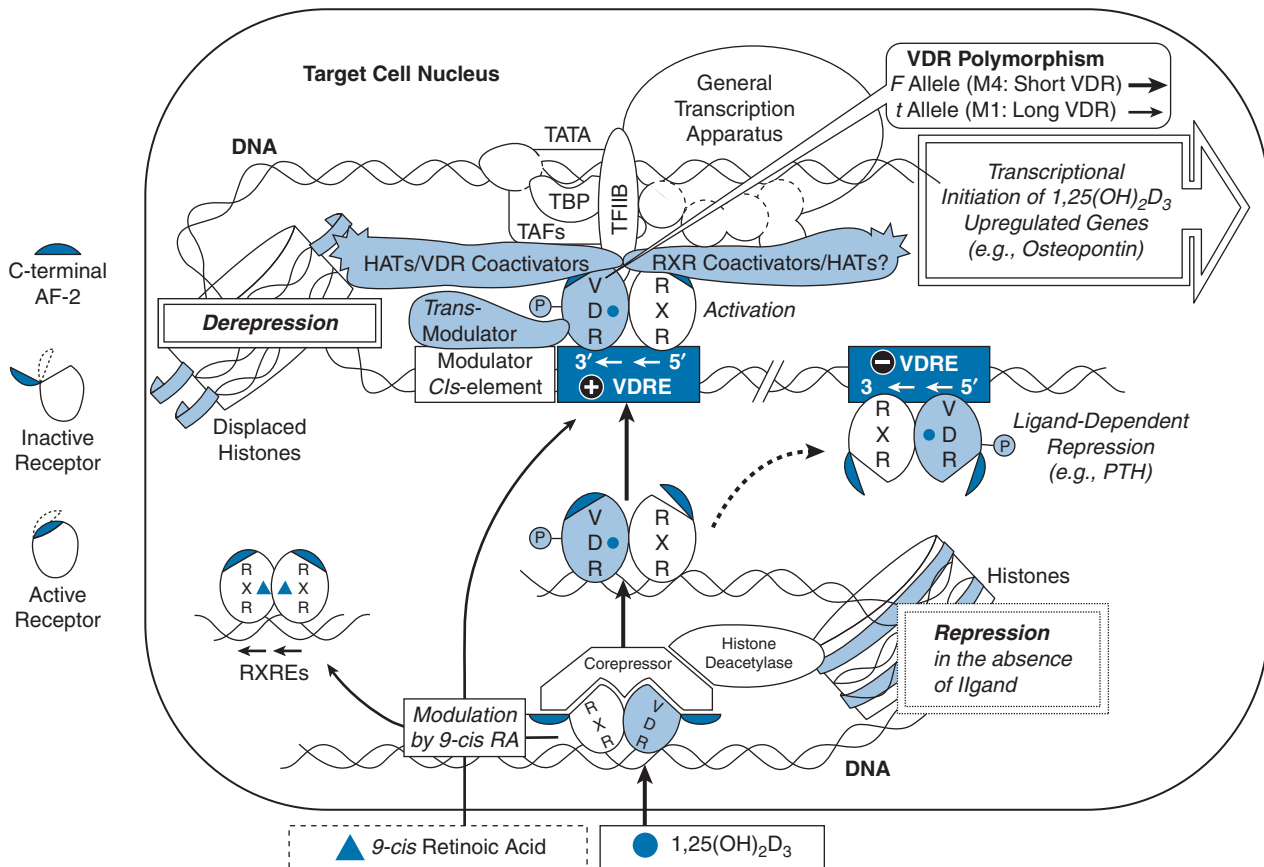 Target Cell Nucleus
VDR Polymorphism
F Allele (M4: Short VDR)
t Allele (M1: Long VDR)
General
Transcription
Apparatus
TATA
DNA
TBP
TFIIB
TAFs
Transcriptional
Initiation of 1,25(OH)₂D₃
Upregulated Genes
(e.g., Osteopontin)
C-terminal
AF-2
HATs/VDR Coactivators
RXR Coactivators/HATs?
Derepression
P
Trans-
Modulator
V
D
R
R
X
R
Activation
Modulator
CIs-element
3′ 5′
+ VDRE
− VDRE
3 5′
R
X
R
V
D
R
P
Ligand-Dependent
Repression
(e.g., PTH)
Displaced
Histones
Inactive
Receptor
P
V
D
R
R
X
R
Active
Receptor
R
X
R
R
X
R
RXREs
Histones
Histone
Deacetylase
Corepressor
Repression
in the absence
of IIgand
Modulation
by 9-cis RA
R
X
R
V
D
R
DNA
9-cis Retinoic Acid
1,25(OH)₂D₃